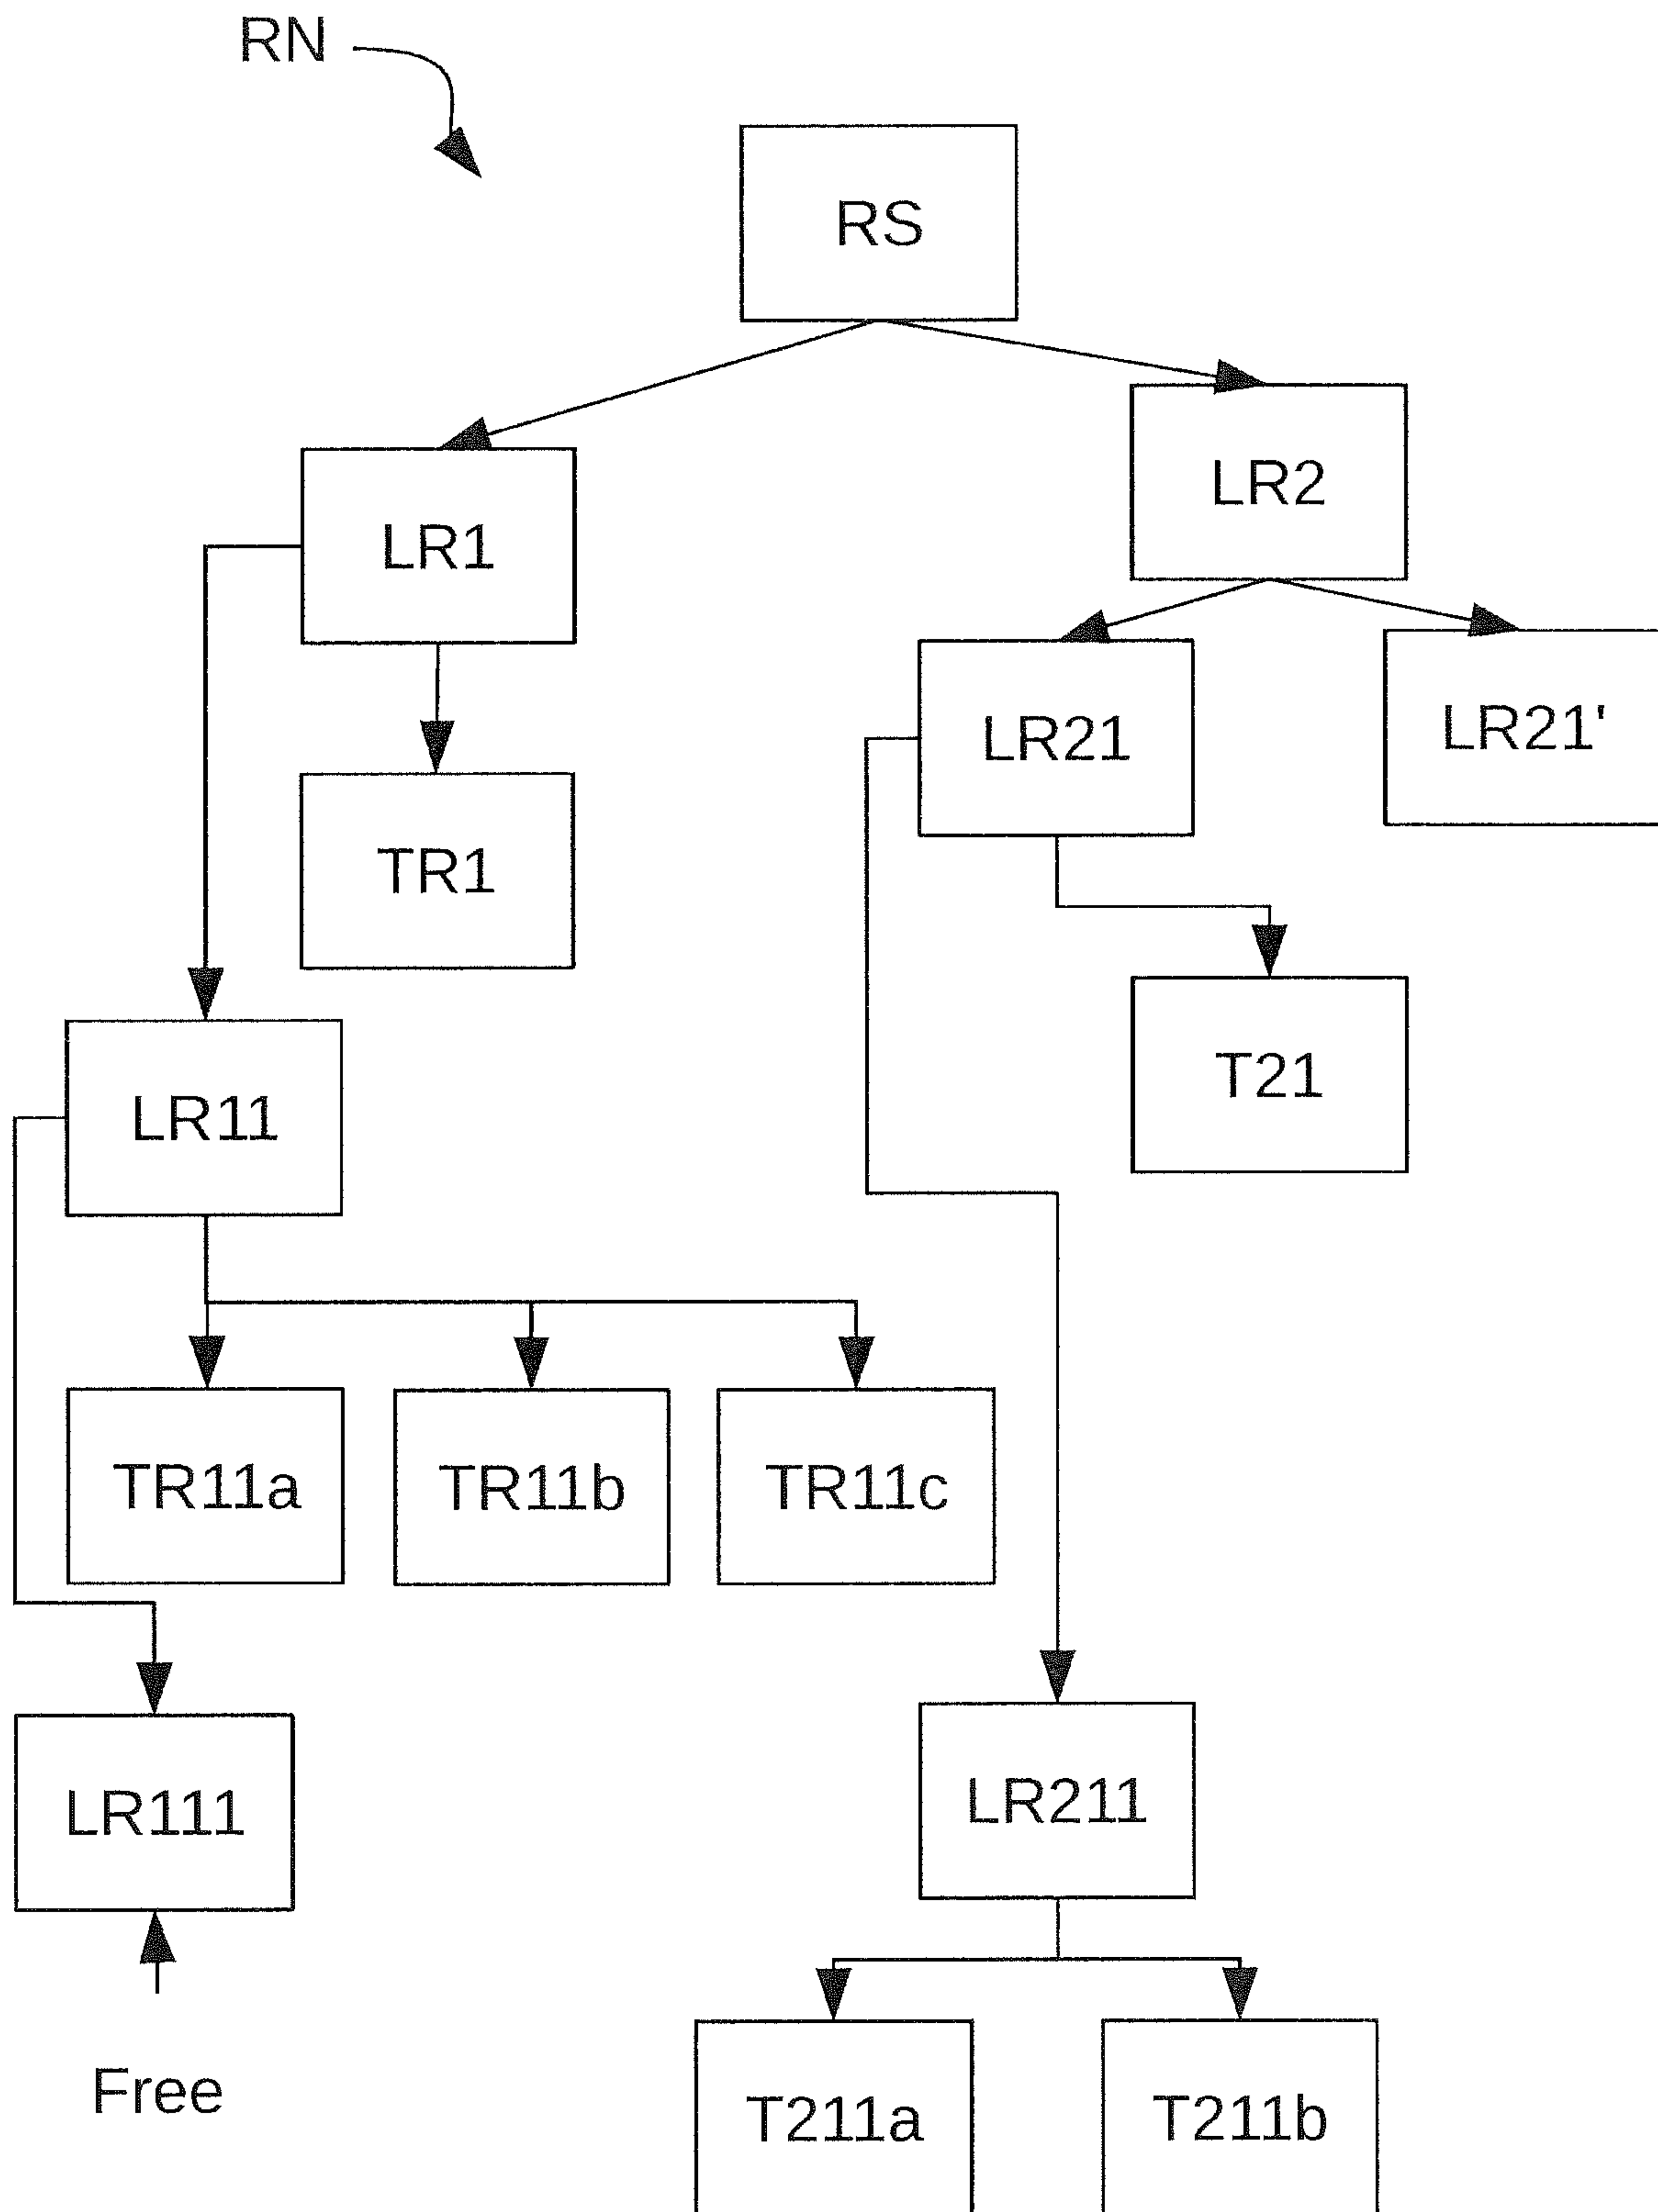 RN
RS
LR1
LR2
LR21
LR21'
TR1
T21
LR11
TR11a
TR11b
TR11c
LR111
LR211
Free
T211a
T211b